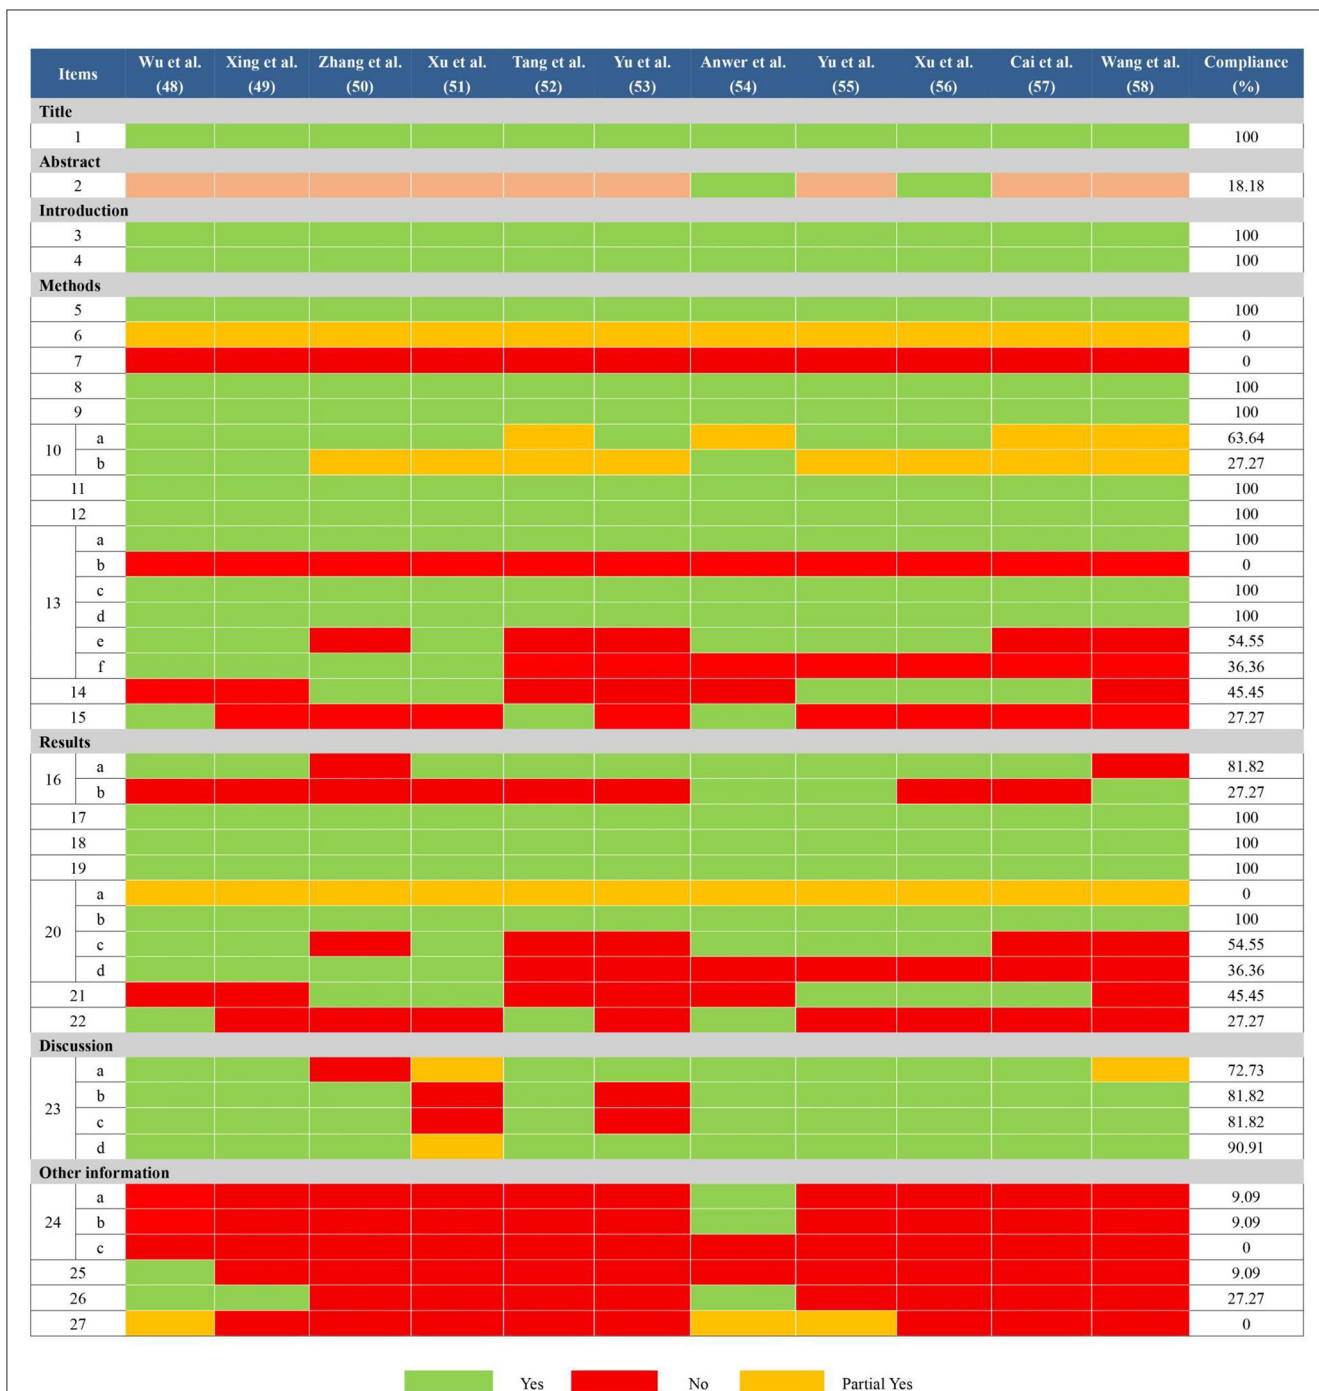 Items Wu et al. (48) Xing et al. (49) Zhang et al. (50) Xu et al. (51) Tang et al. (52) Yu et al. (53) Anwer et al. (54) Yu et al. (55) Xu et al. (56) Cai et al. (57) Wang et al. (58) Compliance (%)
Title
1 100
Abstract
2 18.18
Introduction
3 100
4 100
Methods
5 100
6 0
7 0
8 100
9 100
10 a 63.64
b 27.27
11 100
12 100
13 a 100
b 0
c 100
d 100
e 54.55
f 36.36
14 45.45
15 27.27
Results
16 a 81.82
b 27.27
17 100
18 100
19 100
20 a 0
b 100
c 54.55
d 36.36
21 45.45
22 27.27
Discussion
23 a 72.73
b 81.82
c 81.82
d 90.91
Other information
24 a 9.09
b 9.09
c 0
25 9.09
26 27.27
27 0
Yes No Partial Yes